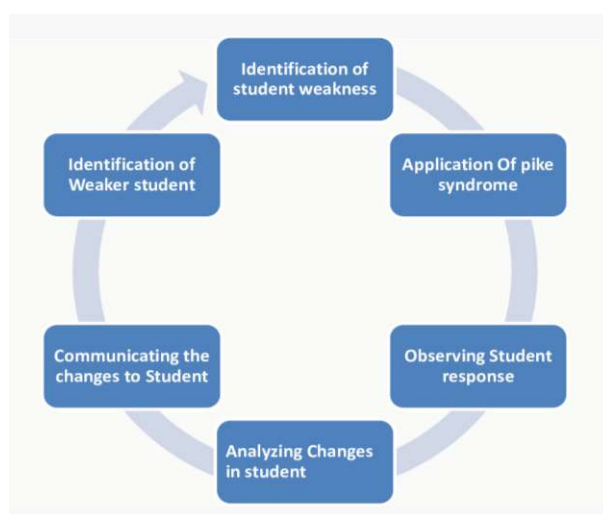 Identification of
student weakness
Application Of pike
syndrome
Observing Student
response
Analyzing Changes
in student
Communicating the
changes to Student
Identification of
Weaker student